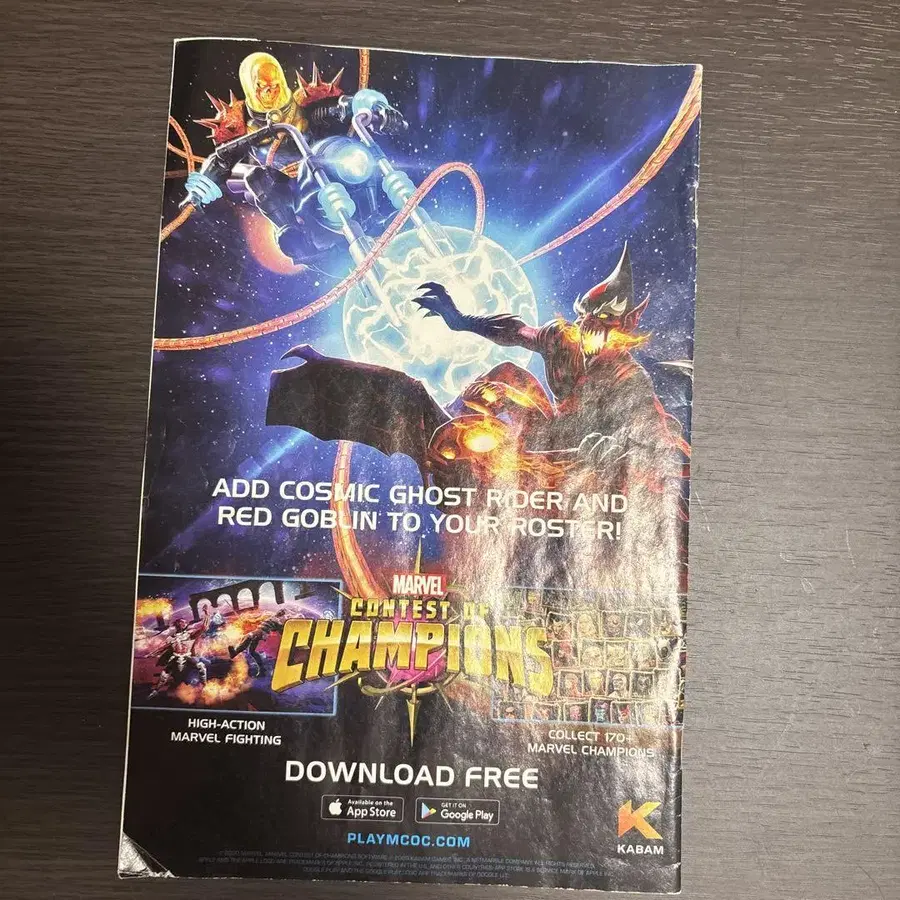 ADD COSMIC GHOST RIDER AND
RED GOBLIN TO YOUR ROSTER!
MARVEL
CONTEST OF
CHAMPIONS
HIGH-ACTION
MARVEL FIGHTING
COLLECT 170+
MARVEL CHAMPIONS
DOWNLOAD FREE
Available on the
App Store
GET IT ON
Google Play
PLAYMCOC.COM
KABAM